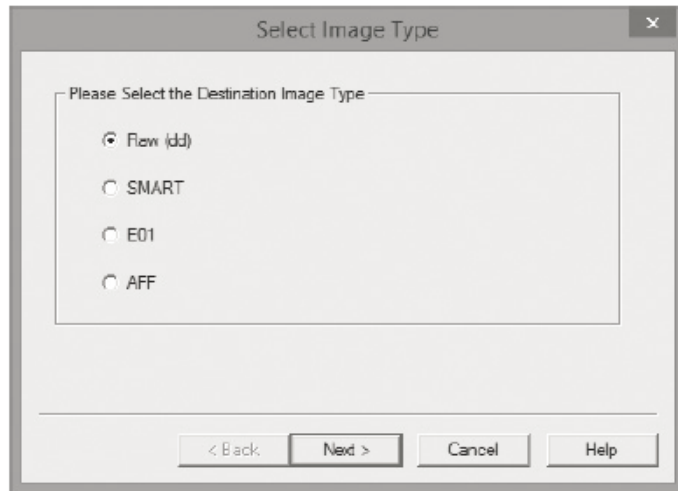 Select Image Type
Please Select the Destination Image Type
Raw (dd)
SMART
E01
AFF
< Back
Next >
Cancel
Help